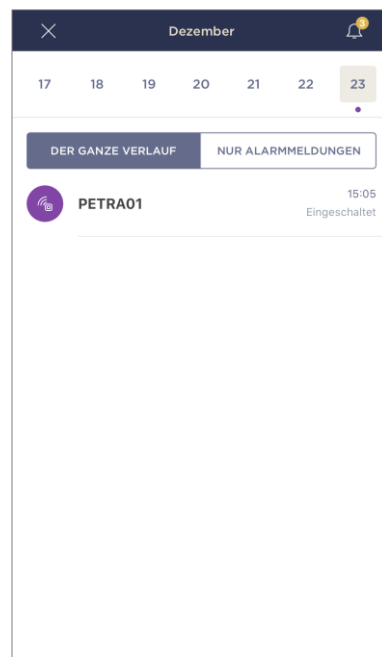 Dezember
3
17 18 19 20 21 22 23
DER GANZE VERLAUF NUR ALARMMELDUNGEN
PETRA01
15:05
Eingeschaltet